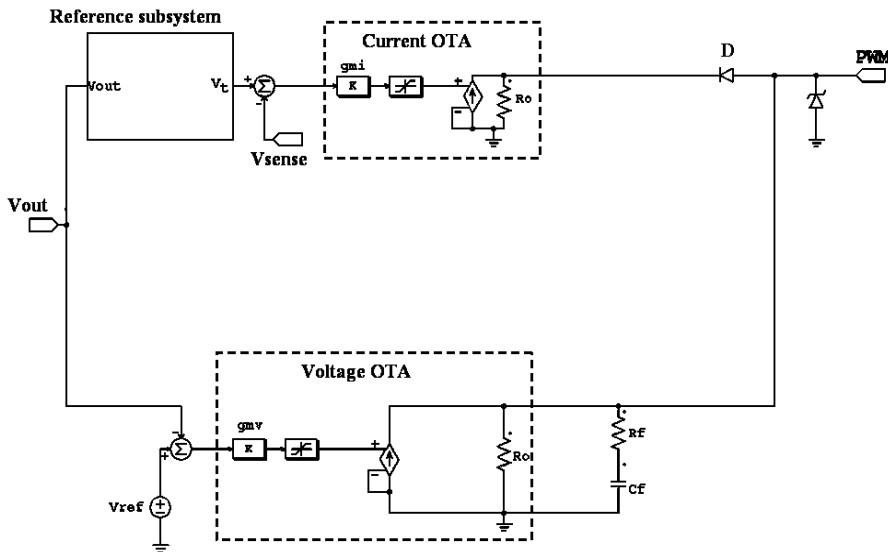 Reference subsystem
Current OTA
D
PWM
gmi
Vout
Vt
+
Σ
-
K
+
-
Ro
Vsense
Vout
Voltage OTA
gmv
-
Σ
+
K
+
-
Ro
Rf
Cf
Vref
+
-